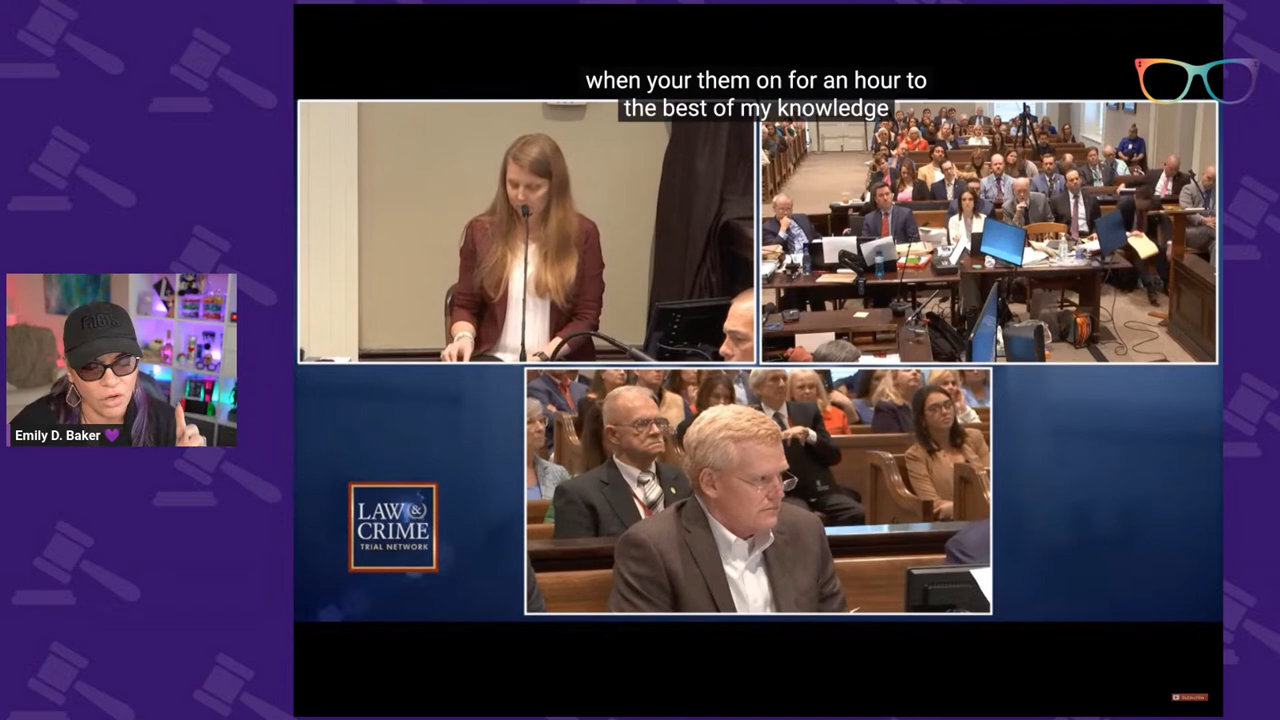 when your them on for an hour to
the best of my knowledge
Emily D. Baker
LAW &
CRIME
TRIAL NETWORK
Subscribe